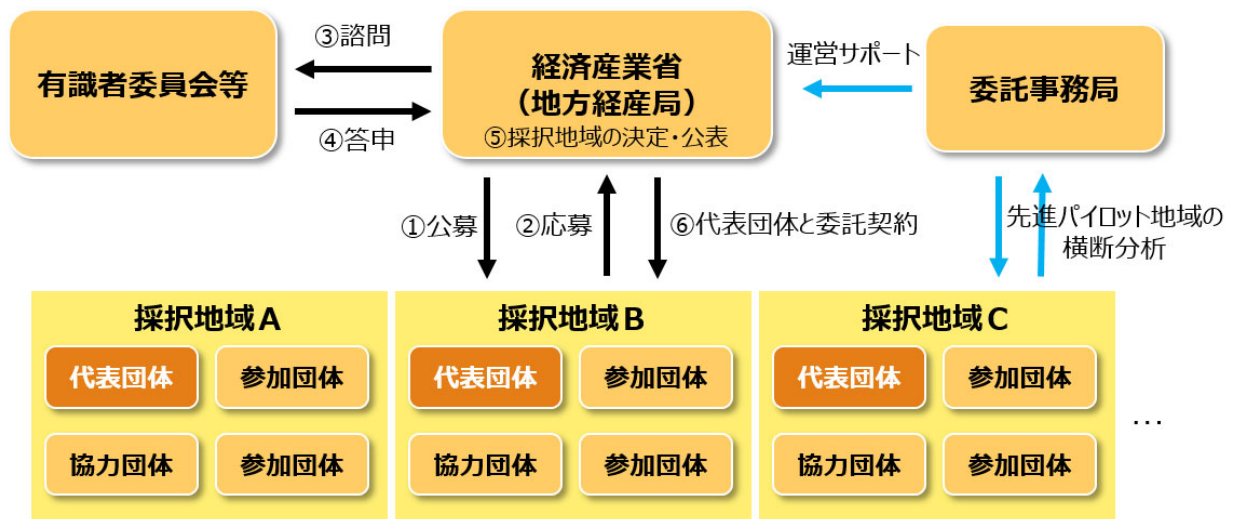 有識者委員会等
③諮問
④答申
経済産業省
(地方経産局)
⑤採択地域の決定・公表
運営サポート
委託事務局
①公募
②応募
⑥代表団体と委託契約
先進パイロット地域の
横断分析
採択地域A
代表団体
参加団体
協力団体
参加団体
採択地域B
代表団体
参加団体
協力団体
参加団体
採択地域C
代表団体
参加団体
協力団体
参加団体
…